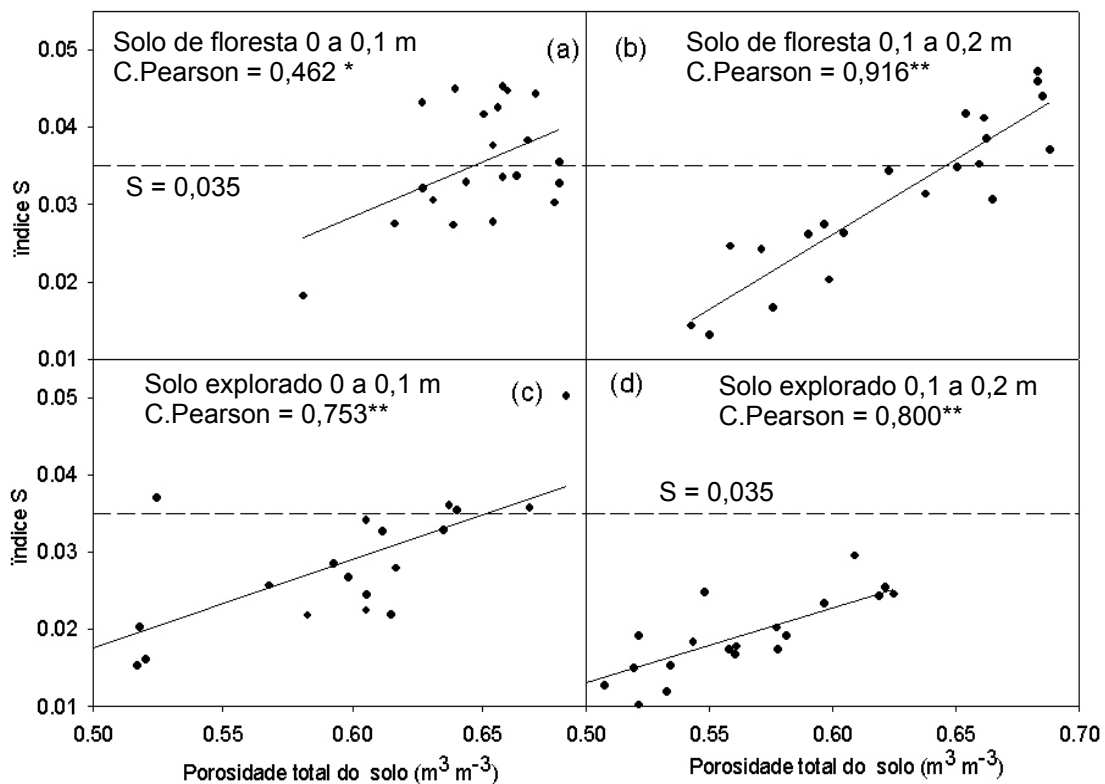 Solo de floresta 0 a 0,1 m
C.Pearson = 0,462 *
(a)
S = 0,035
(b)
Solo de floresta 0,1 a 0,2 m
C.Pearson = 0,916**
0.05
0.04
0.03
0.02
0.01
Ïndice S
Solo explorado 0 a 0,1 m
C.Pearson = 0,753**
(c)
(d)
Solo explorado 0,1 a 0,2 m
C.Pearson = 0,800**
S = 0,035
0.05
0.04
0.03
0.02
0.01
Ïndice S
0.50 0.55 0.60 0.65 0.50 0.55 0.60 0.65 0.70
Porosidade total do solo (m³ m⁻³) Porosidade total do solo (m³ m⁻³)